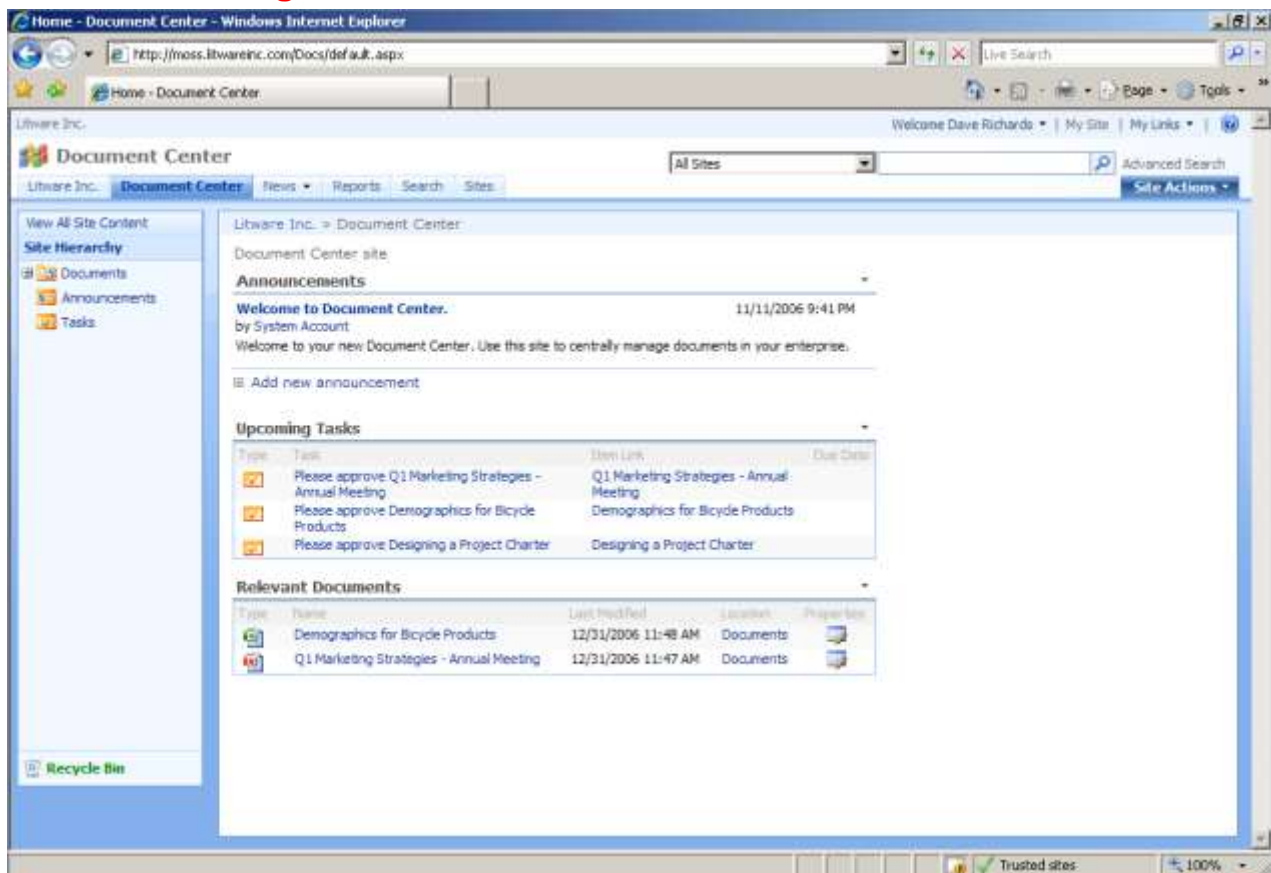 Home - Document Center - Windows Internet Explorer
http://moss.litwareinc.com/Docs/default.aspx
Live Search
Home - Document Center
Page
Tools
Litware Inc.
Welcome Dave Richards | My Site | My Links
Document Center
All Sites
Advanced Search
Litware Inc. Document Center News Reports Search Sites
Site Actions
View All Site Content
Site Hierarchy
Documents
Announcements
Tasks
Recycle Bin
Litware Inc. > Document Center
Document Center site
Announcements
Welcome to Document Center. 11/11/2006 9:41 PM
by System Account
Welcome to your new Document Center. Use this site to centrally manage documents in your enterprise.
Add new announcement
Upcoming Tasks
Type Task Item Link Due Date
Please approve Q1 Marketing Strategies - Q1 Marketing Strategies - Annual
Annual Meeting Meeting
Please approve Demographics for Bicycle Demographics for Bicycle Products
Products
Please approve Designing a Project Charter Designing a Project Charter
Relevant Documents
Type Name Last Modified Location Properties
Demographics for Bicycle Products 12/31/2006 11:48 AM Documents
Q1 Marketing Strategies - Annual Meeting 12/31/2006 11:47 AM Documents
Trusted sites
100%